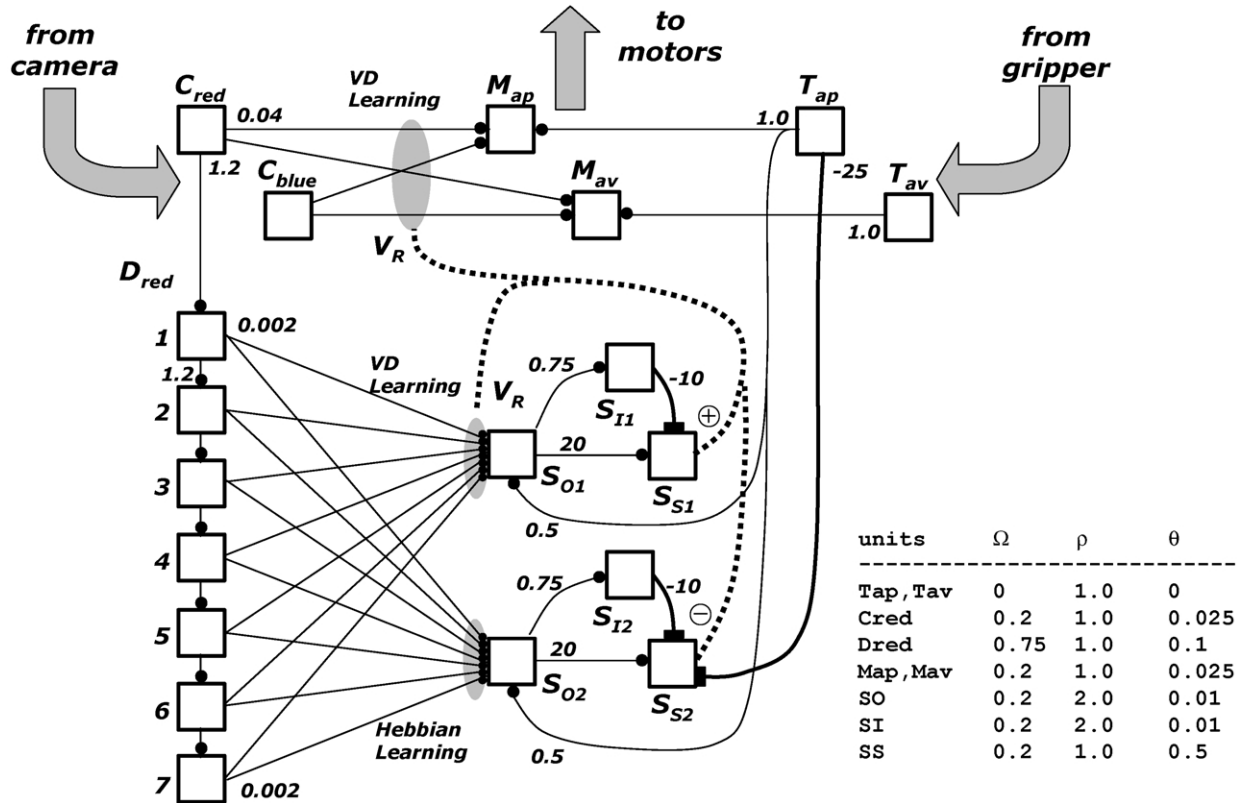 from
camera
to
motors
from
gripper
C_red
0.04
VD
Learning
M_ap
1.0
T_ap
1.2
C_blue
M_av
-25
T_av
1.0
V_R
D_red
1
0.002
1.2
2
3
4
5
6
7
0.002
VD
Learning
V_R
0.75
-10
S_I1
+
20
S_O1
S_S1
0.5
0.75
-10
S_I2
−
20
S_O2
S_S2
Hebbian
Learning
0.5
units Ω ρ θ
Tap,Tav 0 1.0 0
Cred 0.2 1.0 0.025
Dred 0.75 1.0 0.1
Map,Mav 0.2 1.0 0.025
SO 0.2 2.0 0.01
SI 0.2 2.0 0.01
SS 0.2 1.0 0.5